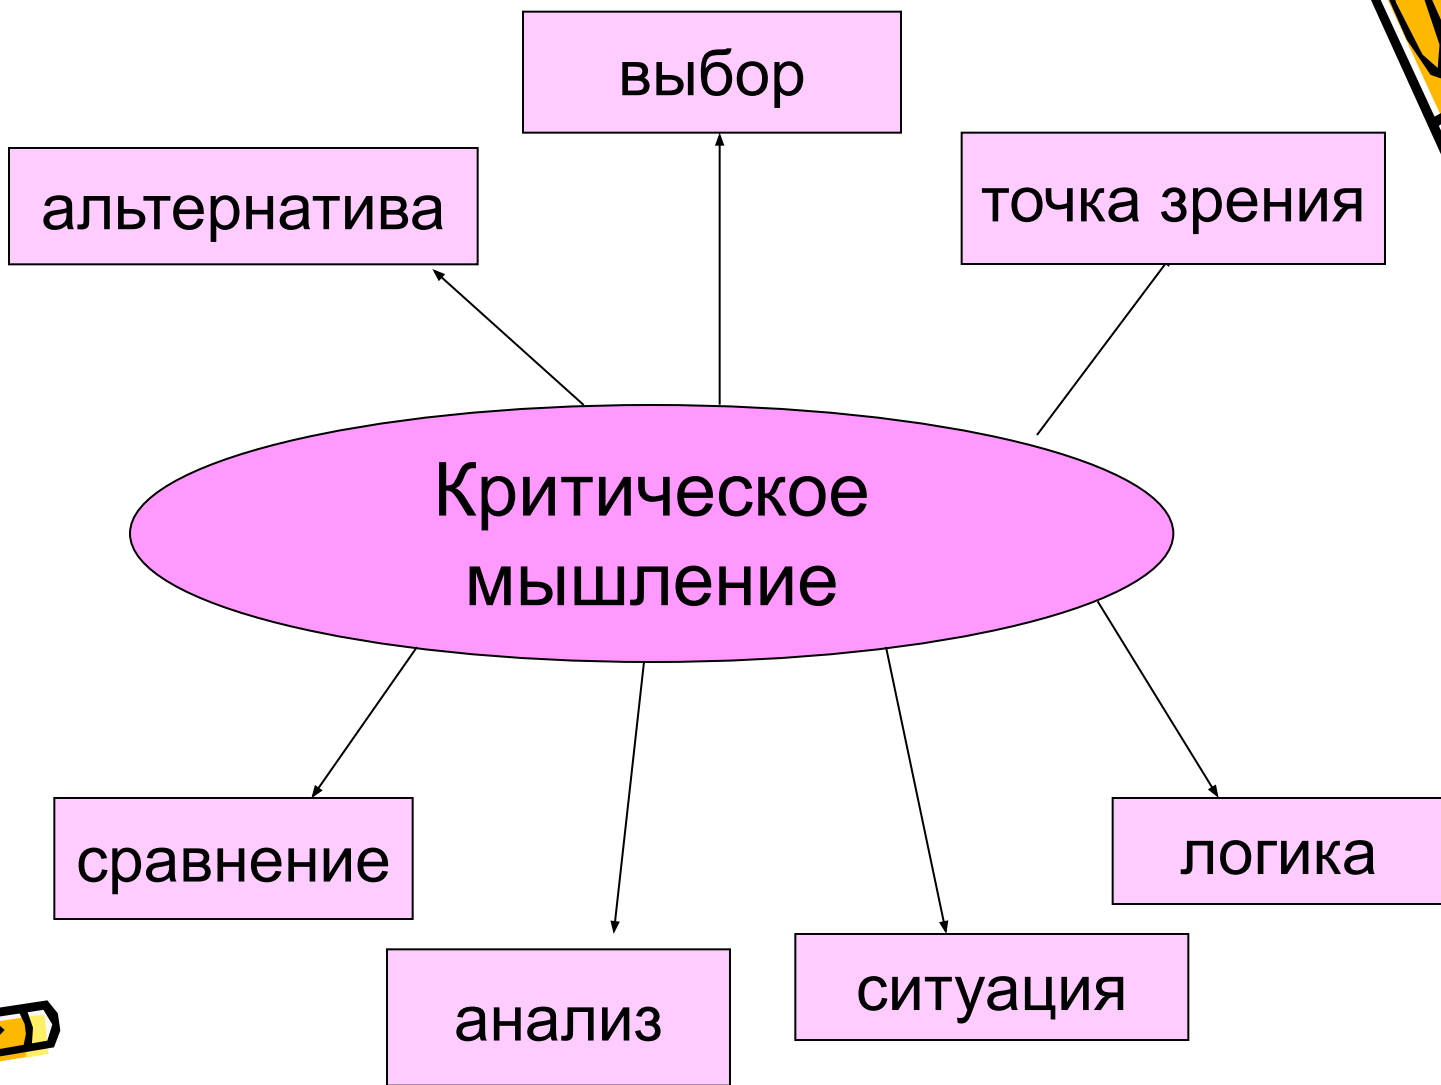 выбор
альтернатива
точка зрения
Критическое
мышление
сравнение
логика
анализ
ситуация